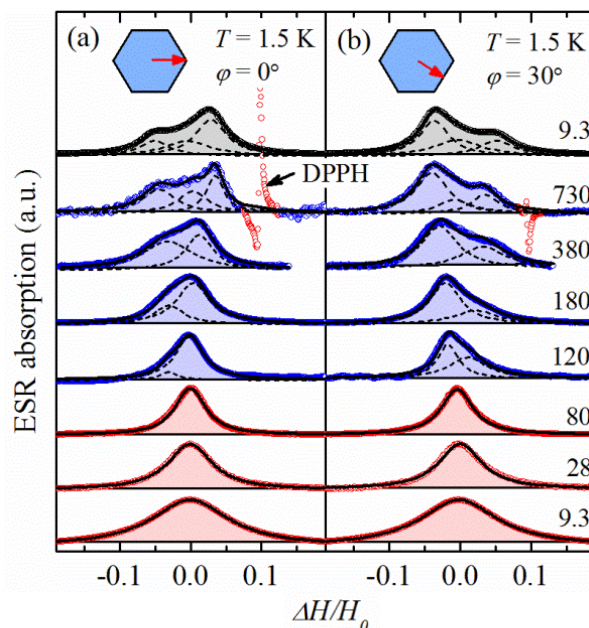 (a)
T = 1.5 K
φ = 0°
(b)
T = 1.5 K
φ = 30°
9.3
DPPH
730
380
180
120
80
28
9.3
ESR absorption (a.u.)
-0.1 0.0 0.1 -0.1 0.0 0.1
ΔH/H₀